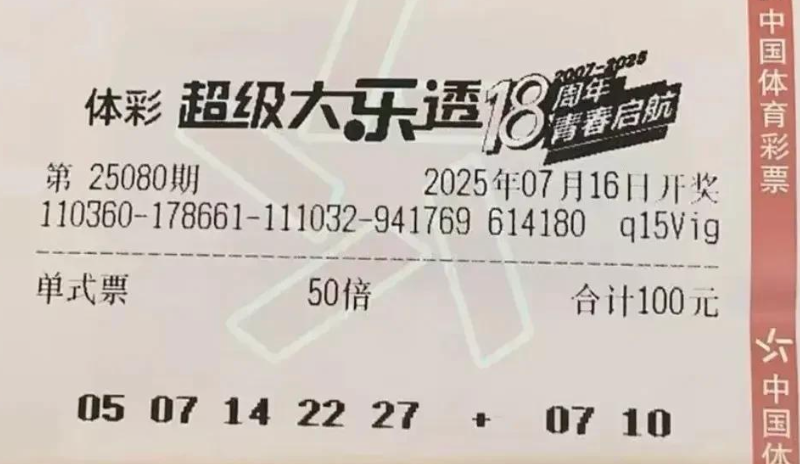 2007-2025
体彩 超级大乐透 18周年
青春启航
第 25080期 2025年07月16日开奖
110360-178661-111032-941769 614180 q15Vig
单式票 50倍 合计100元
05 07 14 22 27 + 07 10
中国体育彩票
中国体